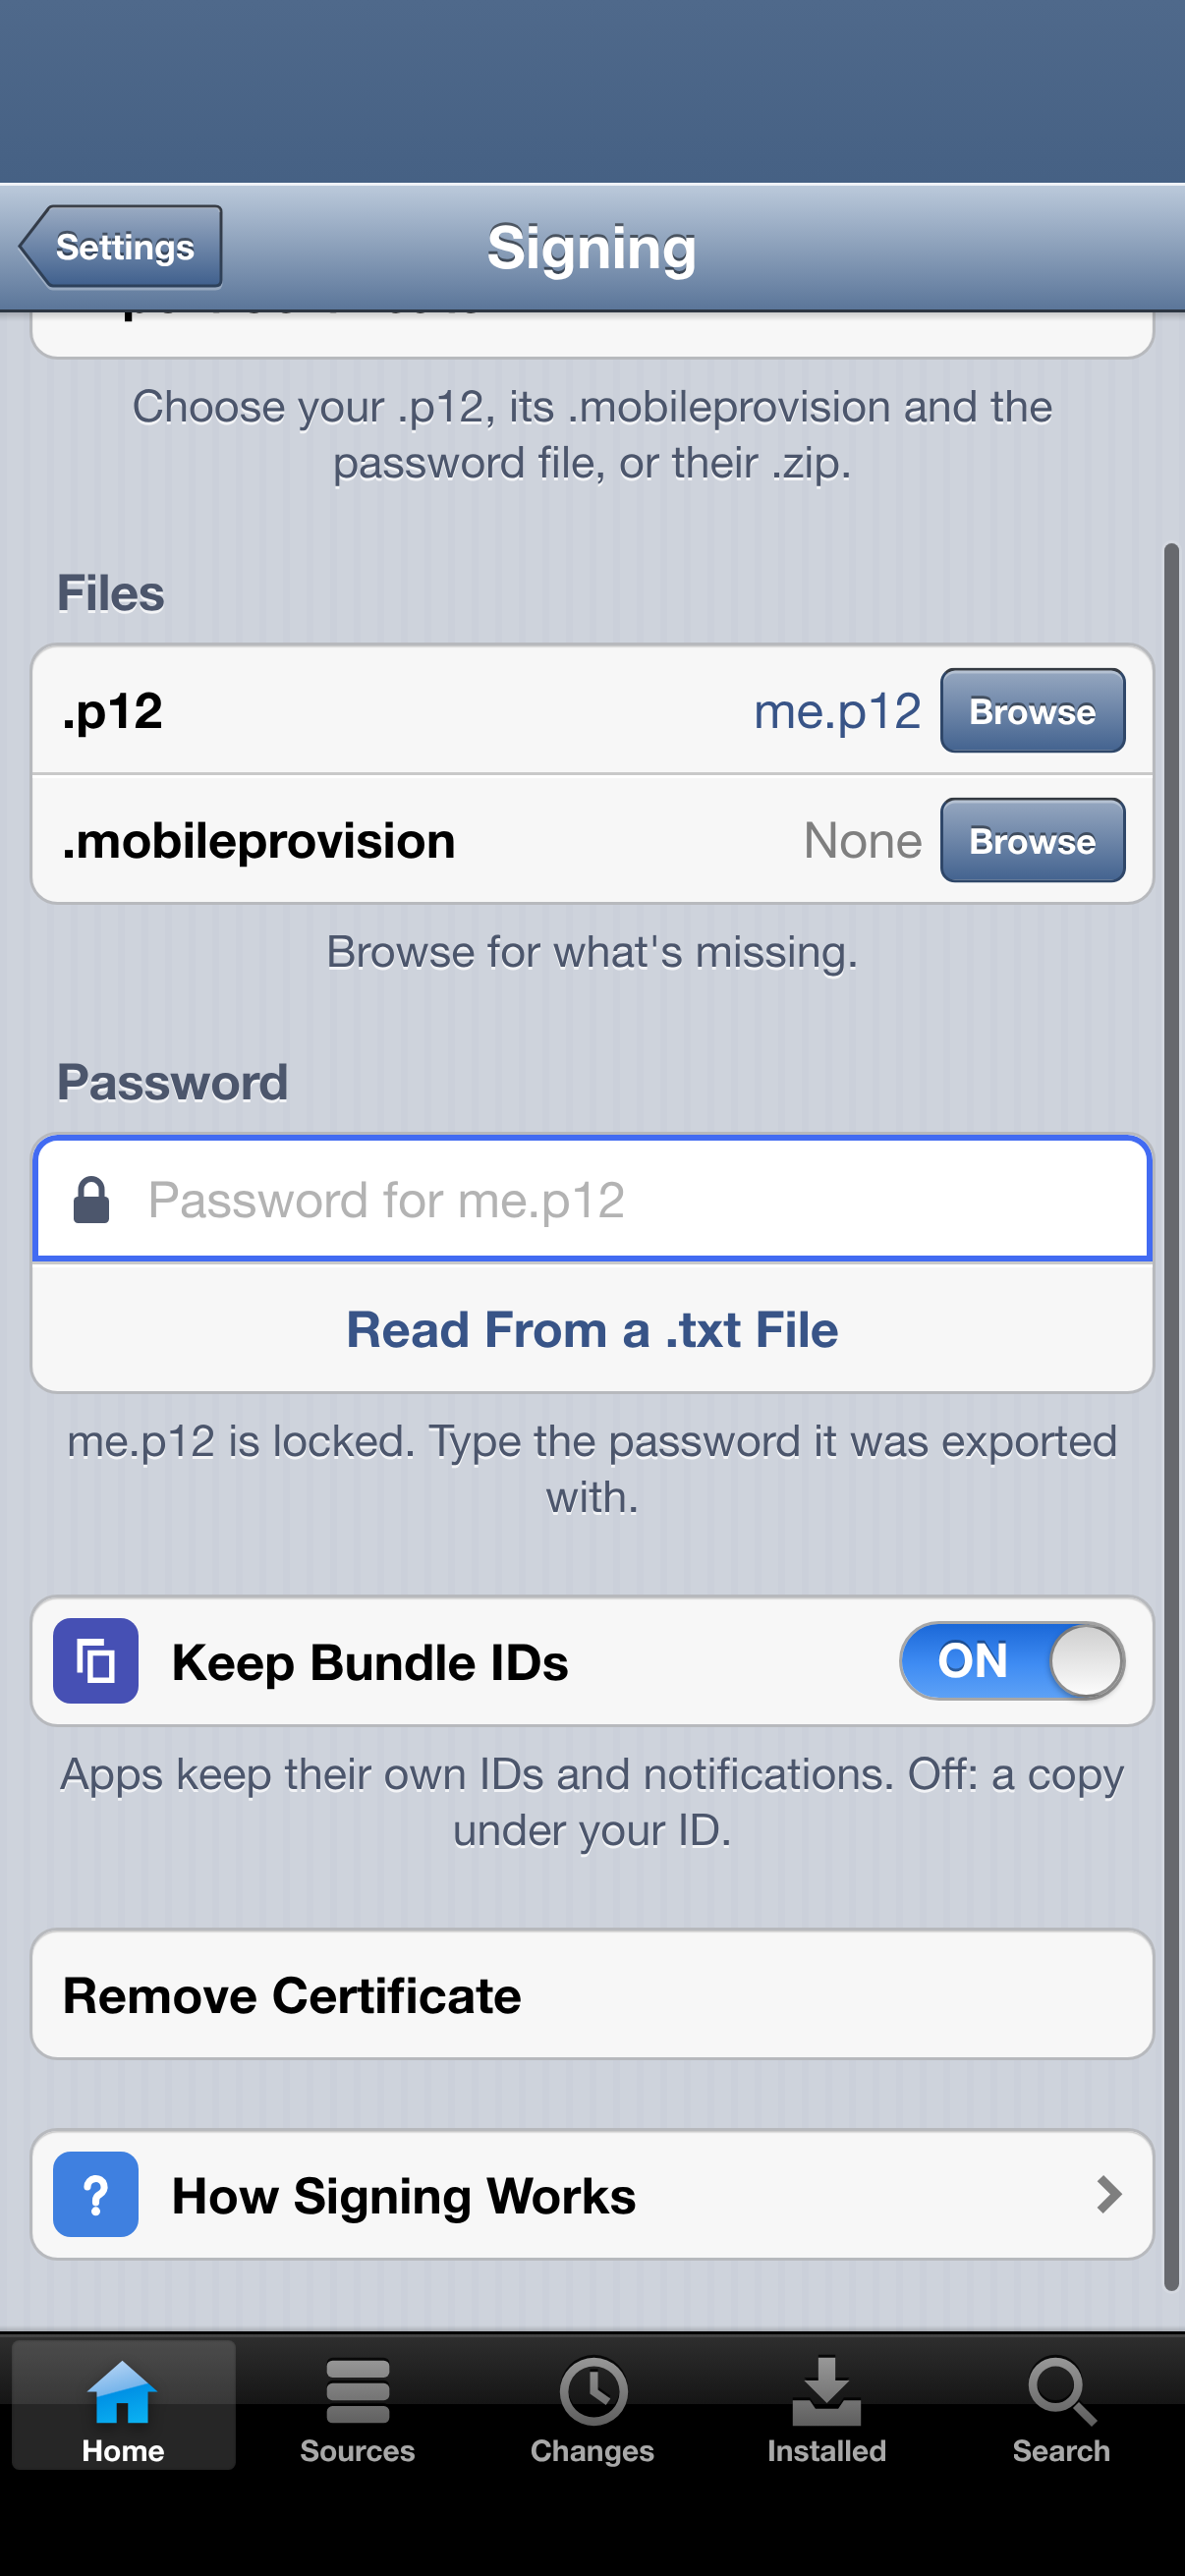 Settings
Signing
Choose your .p12, its .mobileprovision and the
password file, or their .zip.
Files
.p12
me.p12
Browse
.mobileprovision
None
Browse
Browse for what's missing.
Password
Password for me.p12
Read From a .txt File
me.p12 is locked. Type the password it was exported
with.
Keep Bundle IDs
ON
Apps keep their own IDs and notifications. Off: a copy
under your ID.
Remove Certificate
?
How Signing Works
Home
Sources
Changes
Installed
Search